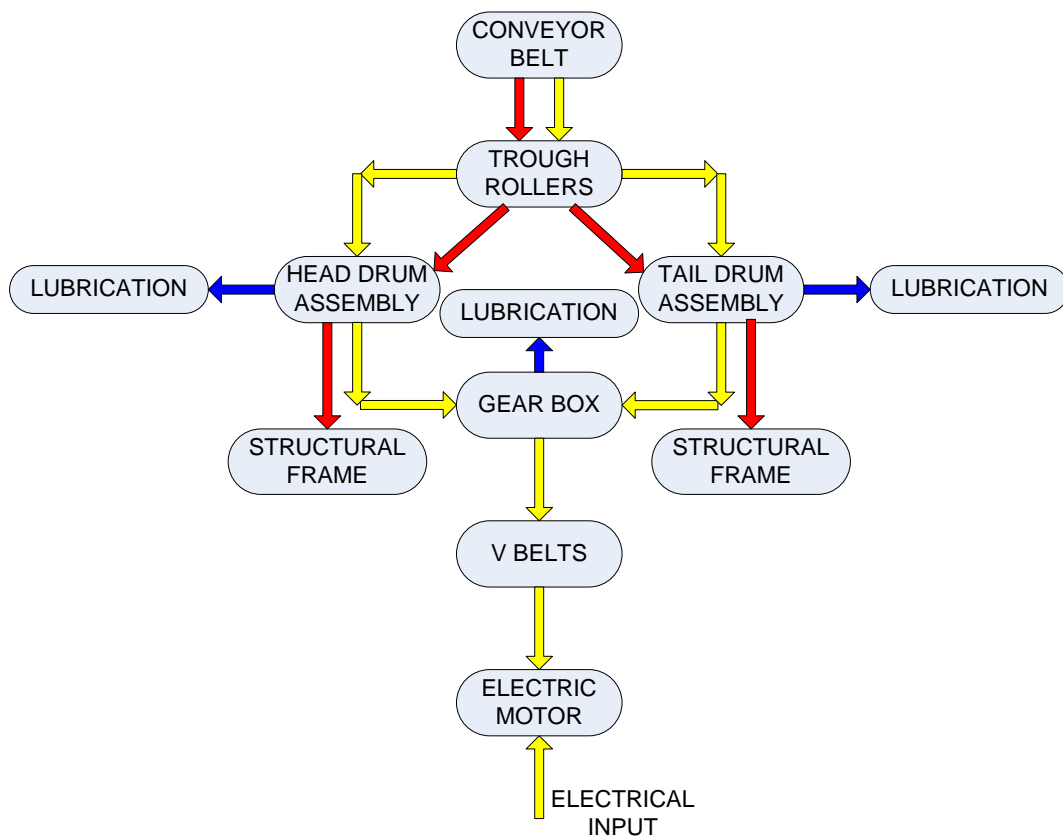 CONVEYOR
BELT
TROUGH
ROLLERS
LUBRICATION
HEAD DRUM
ASSEMBLY
LUBRICATION
TAIL DRUM
ASSEMBLY
LUBRICATION
GEAR BOX
STRUCTURAL
FRAME
STRUCTURAL
FRAME
V BELTS
ELECTRIC
MOTOR
ELECTRICAL
INPUT